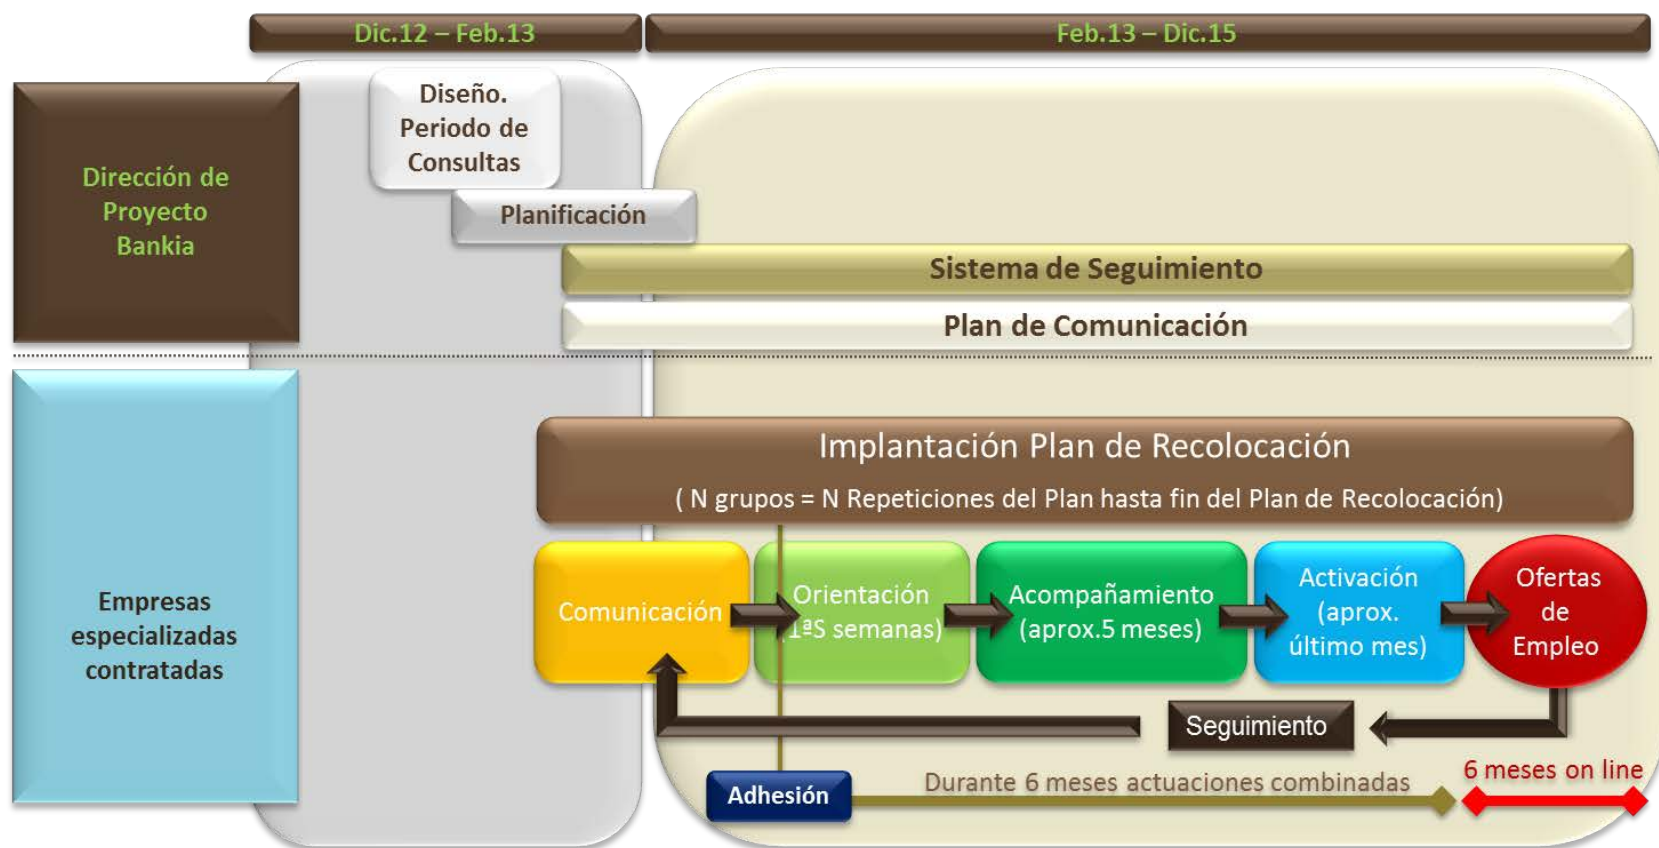 Dic.12 – Feb.13
Feb.13 – Dic.15
Dirección de
Proyecto
Bankia
Diseño.
Periodo de
Consultas
Planificación
Sistema de Seguimiento
Plan de Comunicación
Empresas
especializadas
contratadas
Implantación Plan de Recolocación
( N grupos = N Repeticiones del Plan hasta fin del Plan de Recolocación)
Comunicación
Orientación
(1ªS semanas)
Acompañamiento
(aprox.5 meses)
Activación
(aprox.
último mes)
Ofertas
de
Empleo
Seguimiento
Adhesión
Durante 6 meses actuaciones combinadas
6 meses on line